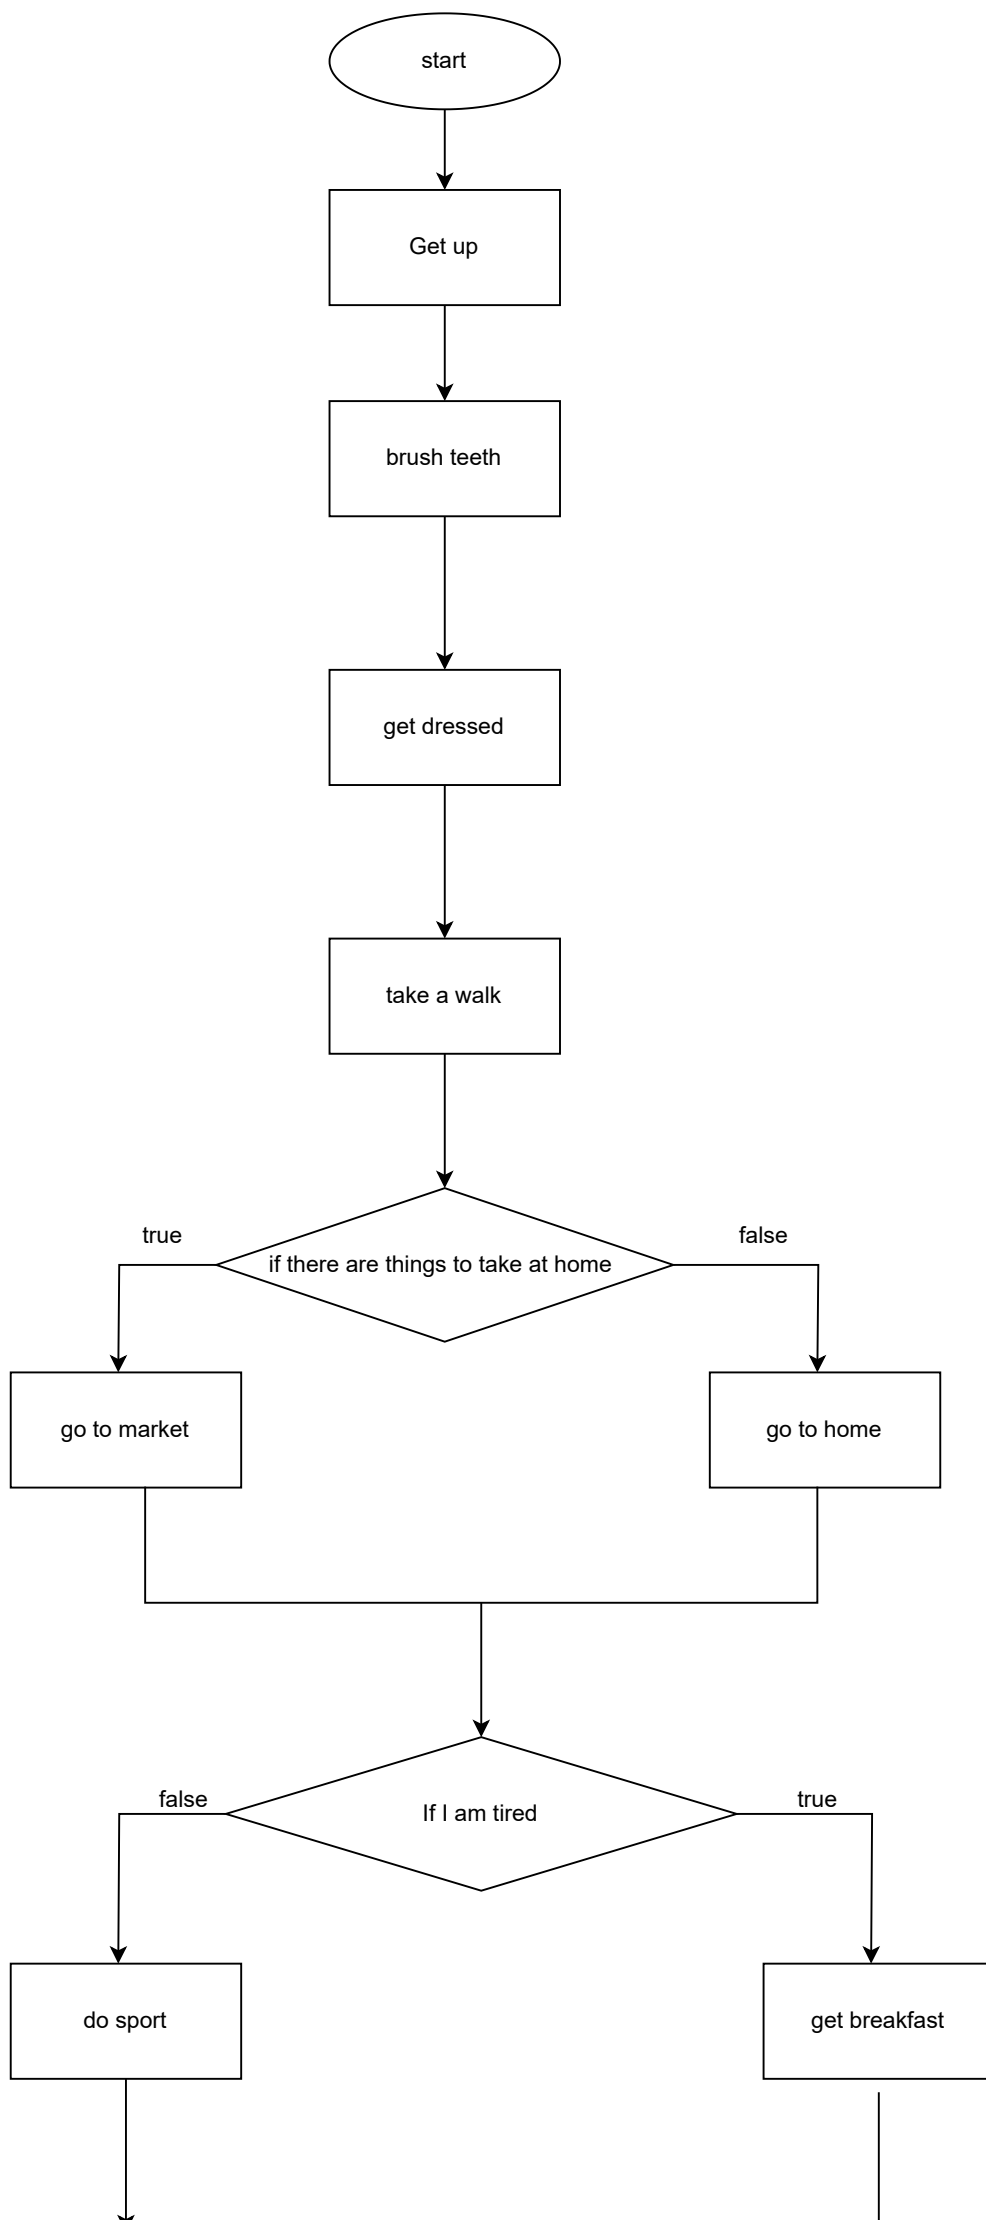 start
Get up
brush teeth
get dressed
take a walk
true
false
if there are things to take at home
go to market
go to home
false
true
If I am tired
do sport
get breakfast